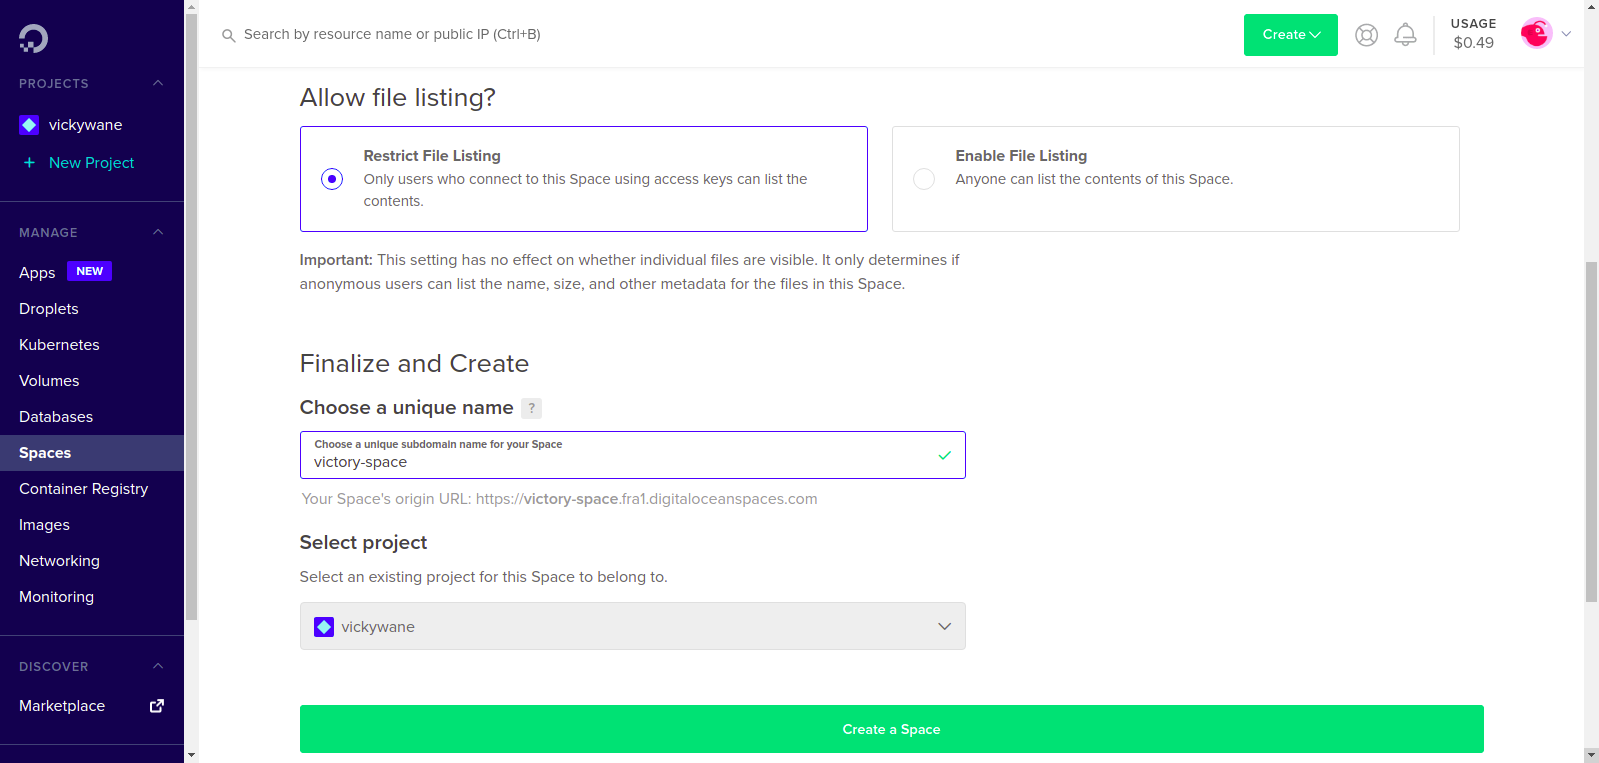 PROJECTS
vickywane
+ New Project
MANAGE
Apps NEW
Droplets
Kubernetes
Volumes
Databases
Spaces
Container Registry
Images
Networking
Monitoring
DISCOVER
Marketplace
Search by resource name or public IP (Ctrl+B)
Create
USAGE
$0.49
Allow file listing?
Restrict File Listing
Only users who connect to this Space using access keys can list the
contents.
Enable File Listing
Anyone can list the contents of this Space.
Important: This setting has no effect on whether individual files are visible. It only determines if
anonymous users can list the name, size, and other metadata for the files in this Space.
Finalize and Create
Choose a unique name ?
Choose a unique subdomain name for your Space
victory-space
Your Space's origin URL: https://victory-space.fra1.digitaloceanspaces.com
Select project
Select an existing project for this Space to belong to.
vickywane
Create a Space